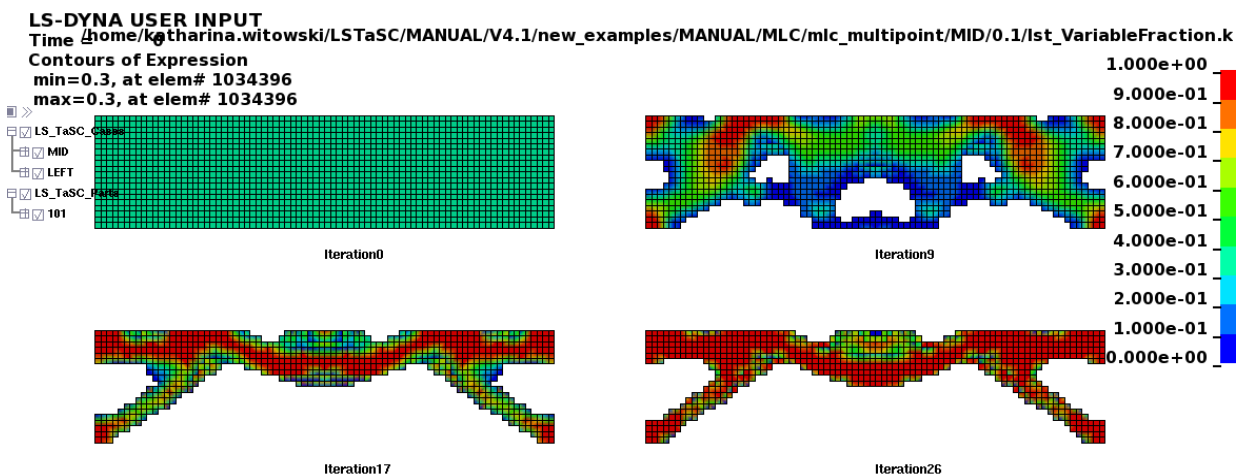 LS-DYNA USER INPUT
Time = 0
/home/katharina.witowski/LSTaSC/MANUAL/V4.1/new_examples/MANUAL/MLC/mlc_multipoint/MID/0.1/lst_VariableFraction.k
Contours of Expression
min=0.3, at elem# 1034396
max=0.3, at elem# 1034396
LS_TaSC_Cases
MID
LEFT
LS_TaSC_Parts
101
1.000e+00
9.000e-01
8.000e-01
7.000e-01
6.000e-01
5.000e-01
4.000e-01
3.000e-01
2.000e-01
1.000e-01
0.000e+00
Iteration0
Iteration9
Iteration17
Iteration26